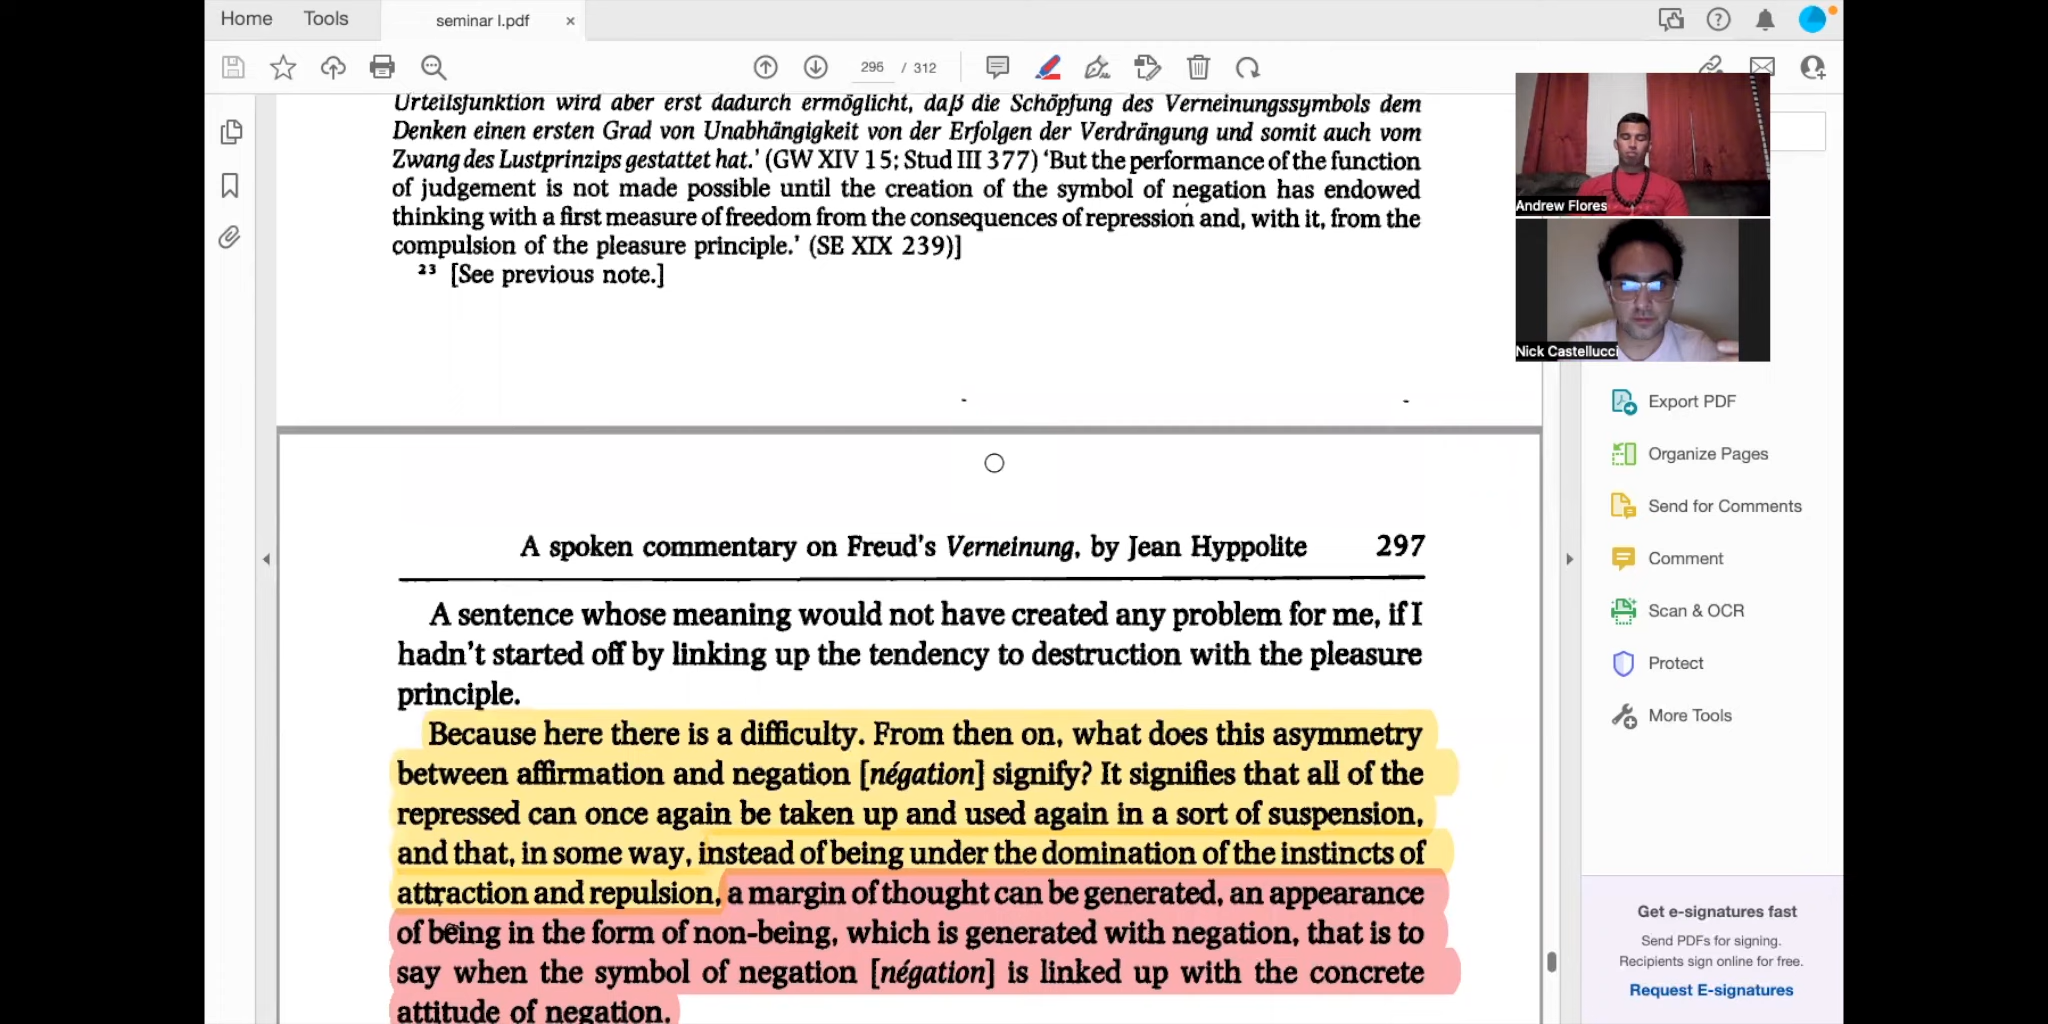 Home
Tools
seminar I.pdf
×
296 / 312
Urteilsfunktion wird aber erst dadurch ermöglicht, daß die Schöpfung des Verneinungssymbols dem
Denken einen ersten Grad von Unabhängigkeit von der Erfolgen der Verdrängung und somit auch vom
Zwang des Lustprinzips gestattet hat.' (GW XIV 15; Stud III 377) 'But the performance of the function
of judgement is not made possible until the creation of the symbol of negation has endowed
thinking with a first measure of freedom from the consequences of repression and, with it, from the
compulsion of the pleasure principle.' (SE XIX 239)]
²³ [See previous note.]
A spoken commentary on Freud's Verneinung, by Jean Hyppolite 297
A sentence whose meaning would not have created any problem for me, if I
hadn't started off by linking up the tendency to destruction with the pleasure
principle.
Because here there is a difficulty. From then on, what does this asymmetry
between affirmation and negation [négation] signify? It signifies that all of the
repressed can once again be taken up and used again in a sort of suspension,
and that, in some way, instead of being under the domination of the instincts of
attraction and repulsion, a margin of thought can be generated, an appearance
of being in the form of non-being, which is generated with negation, that is to
say when the symbol of negation [négation] is linked up with the concrete
attitude of negation.
Andrew Flores
Nick Castellucci
Export PDF
Organize Pages
Send for Comments
Comment
Scan & OCR
Protect
More Tools
Get e-signatures fast
Send PDFs for signing.
Recipients sign online for free.
Request E-signatures